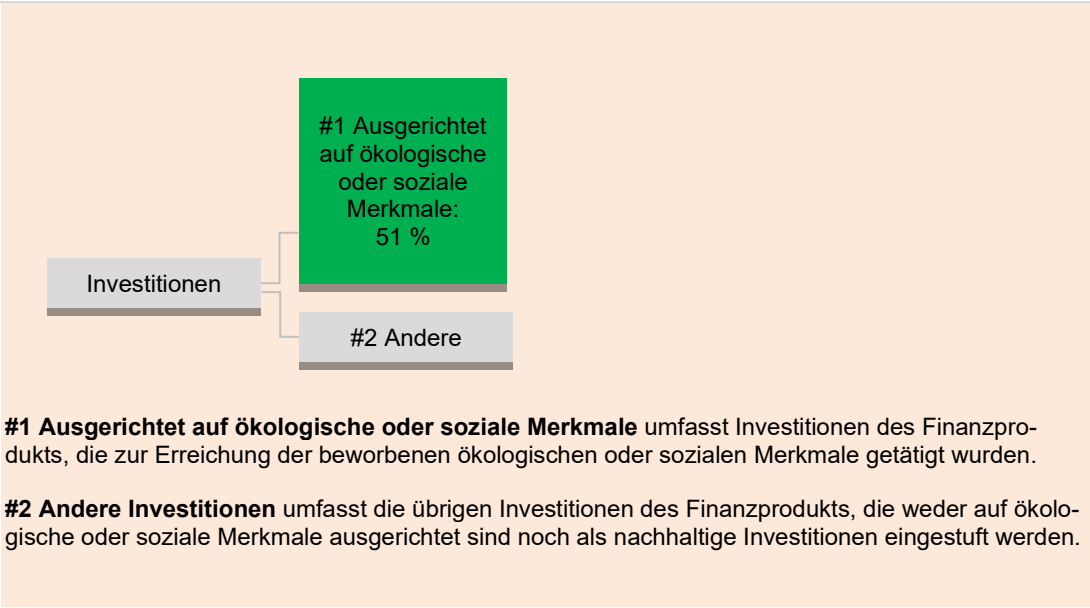 #1 Ausgerichtet
auf ökologische
oder soziale
Merkmale:
51 %
Investitionen
#2 Andere
#1 Ausgerichtet auf ökologische oder soziale Merkmale umfasst Investitionen des Finanzpro-
dukts, die zur Erreichung der beworbenen ökologischen oder sozialen Merkmale getätigt wurden.
#2 Andere Investitionen umfasst die übrigen Investitionen des Finanzprodukts, die weder auf ökolo-
gische oder soziale Merkmale ausgerichtet sind noch als nachhaltige Investitionen eingestuft werden.